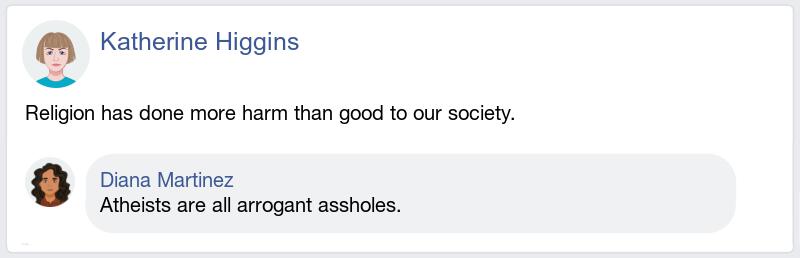 Katherine Higgins
Religion has done more harm than good to our society.
Diana Martinez
Atheists are all arrogant assholes.